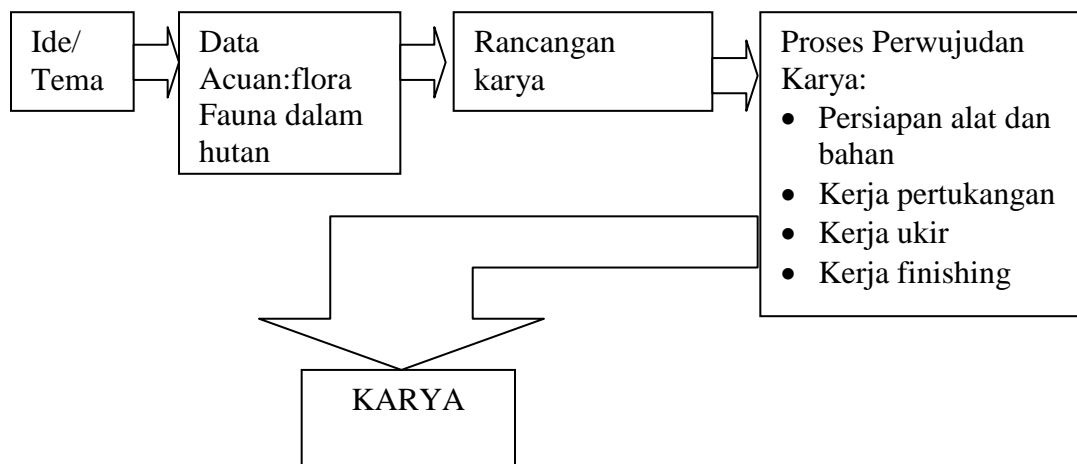 Ide/
Tema
Data
Acuan:flora
Fauna dalam
hutan
Rancangan
karya
Proses Perwujudan
Karya:
• Persiapan alat dan
bahan
• Kerja pertukangan
• Kerja ukir
• Kerja finishing
KARYA